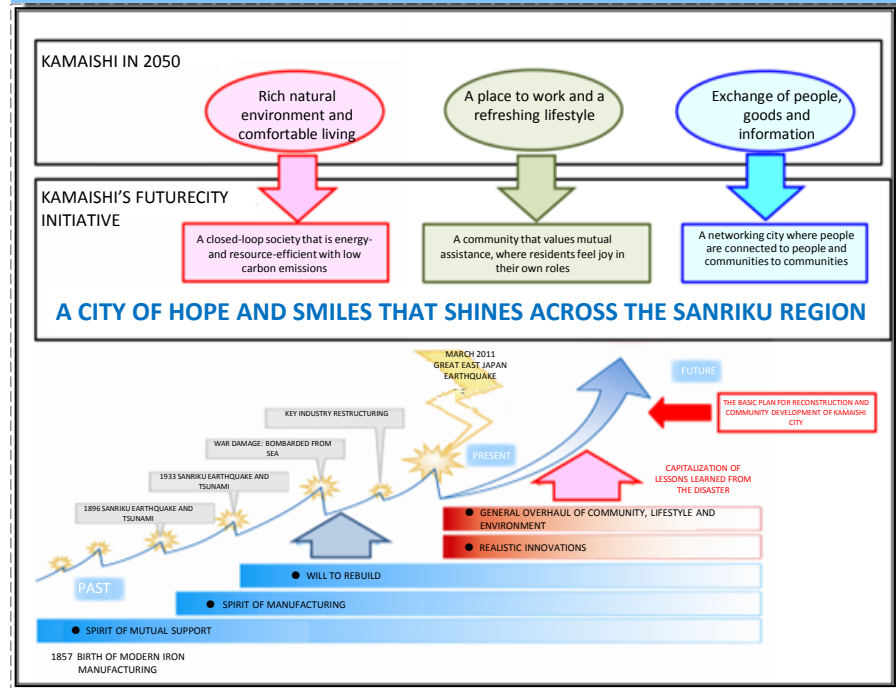 KAMAISHI IN 2050
Rich natural
environment and
comfortable living
A place to work and a
refreshing lifestyle
Exchange of people,
goods and
information
KAMAISHI'S FUTURECITY
INITIATIVE
A closed-loop society that is energy-
and resource-efficient with low
carbon emissions
A community that values mutual
assistance, where residents feel joy in
their own roles
A networking city where people
are connected to people and
communities to communities
A CITY OF HOPE AND SMILES THAT SHINES ACROSS THE SANRIKU REGION
MARCH 2011
GREAT EAST JAPAN
EARTHQUAKE
FUTURE
THE BASIC PLAN FOR RECONSTRUCTION AND
COMMUNITY DEVELOPMENT OF KAMAISHI
CITY
KEY INDUSTRY RESTRUCTURING
WAR DAMAGE: BOMBARDED FROM
SEA
PRESENT
1933 SANRIKU EARTHQUAKE AND
TSUNAMI
CAPITALIZATION OF
LESSONS LEARNED FROM
THE DISASTER
1896 SANRIKU EARTHQUAKE AND
TSUNAMI
● GENERAL OVERHAUL OF COMMUNITY, LIFESTYLE AND
ENVIRONMENT
● REALISTIC INNOVATIONS
PAST
● WILL TO REBUILD
● SPIRIT OF MANUFACTURING
● SPIRIT OF MUTUAL SUPPORT
1857 BIRTH OF MODERN IRON
MANUFACTURING